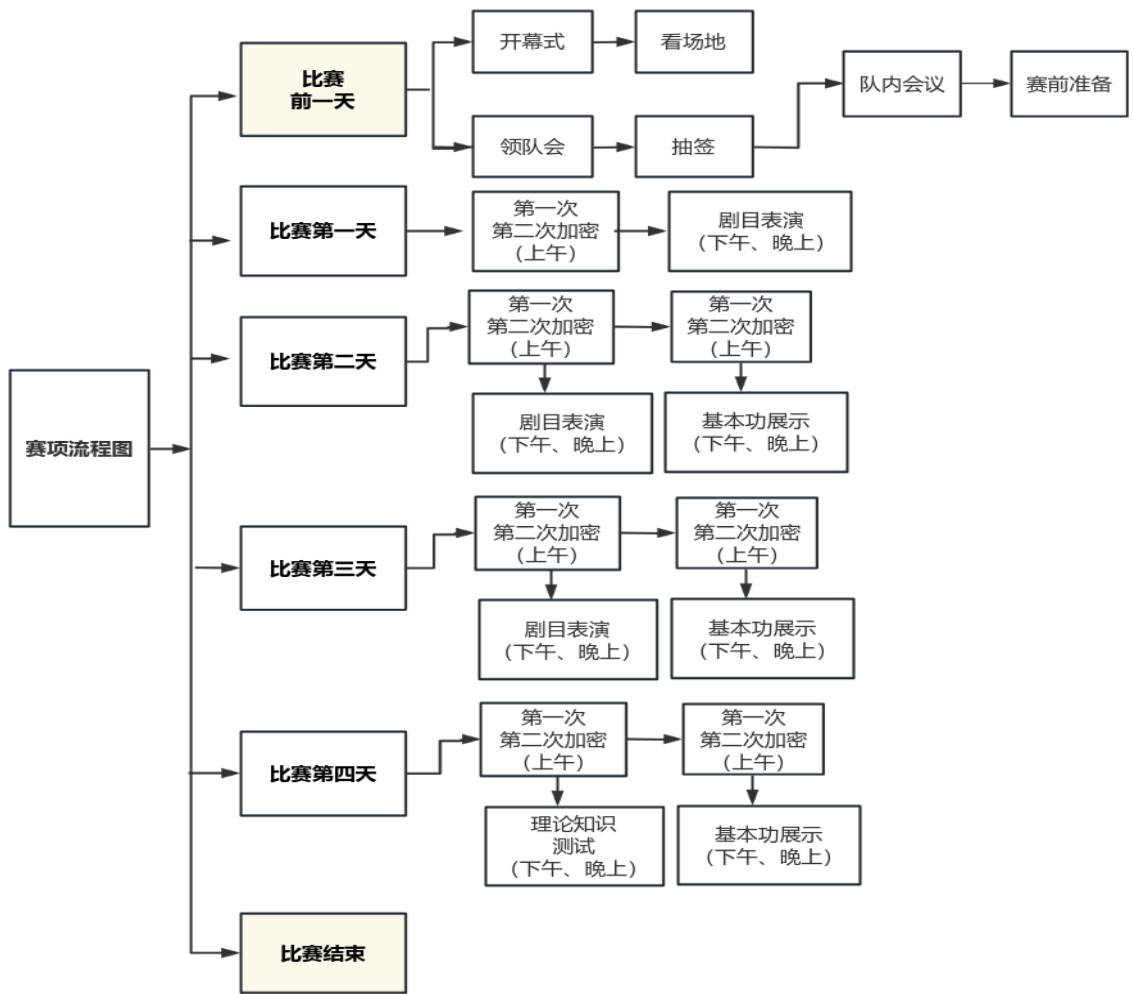 赛项流程图
比赛
前一天
开幕式
看场地
领队会
抽签
队内会议
赛前准备
比赛第一天
第一次
第二次加密
(上午)
剧目表演
(下午、晚上)
比赛第二天
第一次
第二次加密
(上午)
第一次
第二次加密
(上午)
剧目表演
(下午、晚上)
基本功展示
(下午、晚上)
比赛第三天
第一次
第二次加密
(上午)
第一次
第二次加密
(上午)
剧目表演
(下午、晚上)
基本功展示
(下午、晚上)
比赛第四天
第一次
第二次加密
(上午)
第一次
第二次加密
(上午)
理论知识
测试
(下午、晚上)
基本功展示
(下午、晚上)
比赛结束